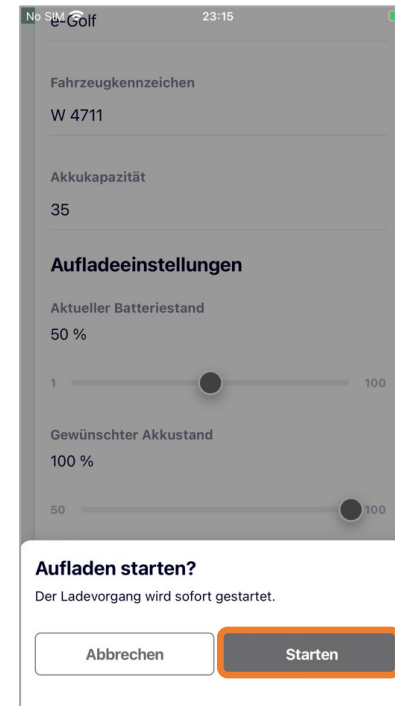 No SIM 23:15
e-Golf
Fahrzeugkennzeichen
W 4711
Akkukapazität
35
Aufladeeinstellungen
Aktueller Batteriestand
50 %
1 100
Gewünschter Akkustand
100 %
50 100
Aufladen starten?
Der Ladevorgang wird sofort gestartet.
Abbrechen Starten